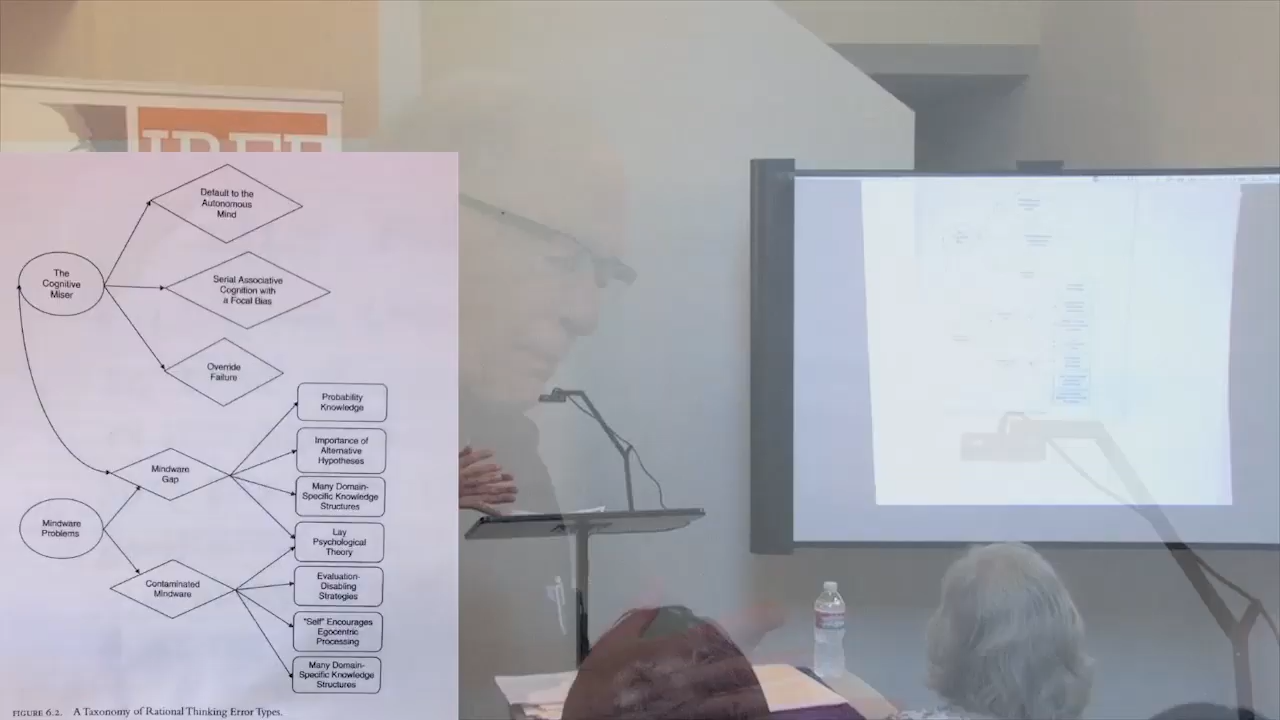 Default to the
Autonomous
Mind
The
Cognitive
Miser
Serial Associative
Cognition with
a Focal Bias
Override
Failure
Probability
Knowledge
Importance of
Alternative
Hypotheses
Mindware
Gap
Many Domain-
Specific Knowledge
Structures
Mindware
Problems
Lay
Psychological
Theory
Contaminated
Mindware
Evaluation-
Disabling
Strategies
"Self" Encourages
Egocentric
Processing
Many Domain-
Specific Knowledge
Structures
FIGURE 6.2. A Taxonomy of Rational Thinking Error Types.